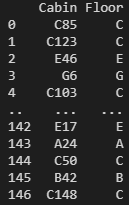 Cabin Floor
0 C85 C
1 C123 C
2 E46 E
3 G6 G
4 C103 C
.. ... ...
142 E17 E
143 A24 A
144 C50 C
145 B42 B
146 C148 C